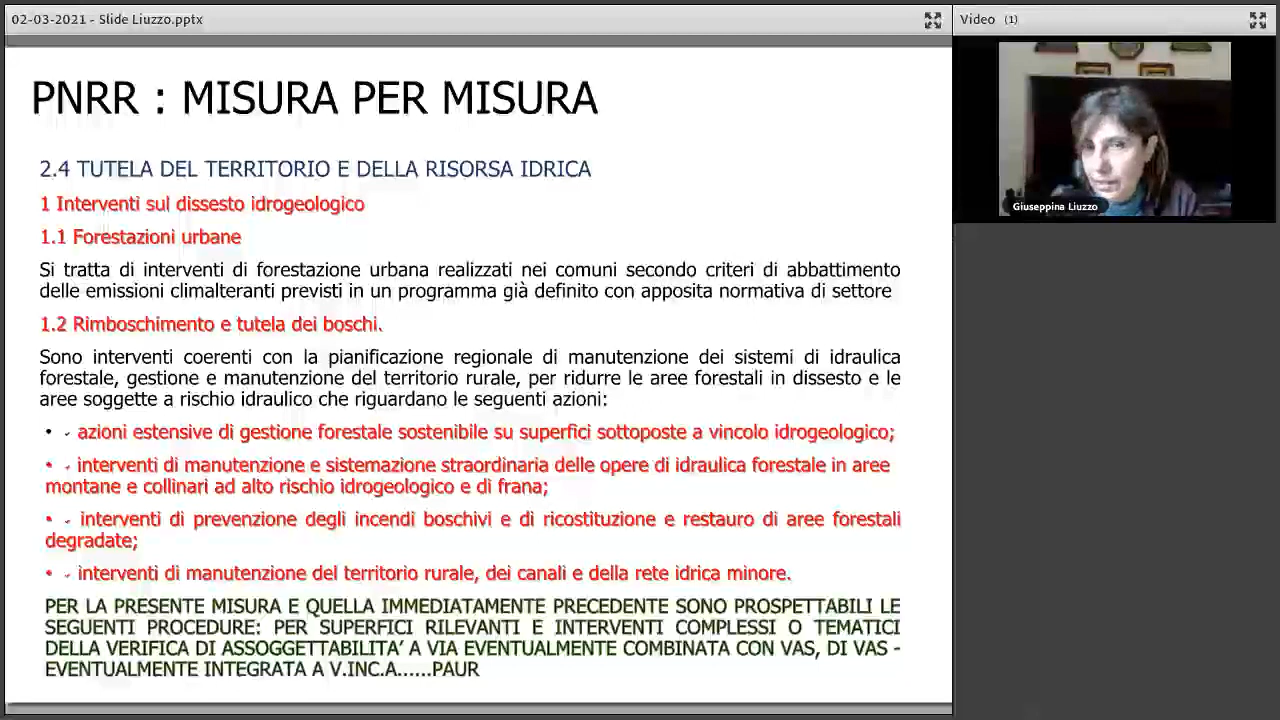 02-03-2021 - Slide Liuzzo.pptx
Video (1)
PNRR : MISURA PER MISURA
2.4 TUTELA DEL TERRITORIO E DELLA RISORSA IDRICA
1 Interventi sul dissesto idrogeologico
1.1 Forestazioni urbane
Si tratta di interventi di forestazione urbana realizzati nei comuni secondo criteri di abbattimento
delle emissioni climalteranti previsti in un programma già definito con apposita normativa di settore
1.2 Rimboschimento e tutela dei boschi.
Sono interventi coerenti con la pianificazione regionale di manutenzione dei sistemi di idraulica
forestale, gestione e manutenzione del territorio rurale, per ridurre le aree forestali in dissesto e le
aree soggette a rischio idraulico che riguardano le seguenti azioni:
• - azioni estensive di gestione forestale sostenibile su superfici sottoposte a vincolo idrogeologico;
• - interventi di manutenzione e sistemazione straordinaria delle opere di idraulica forestale in aree
montane e collinari ad alto rischio idrogeologico e di frana;
• - interventi di prevenzione degli incendi boschivi e di ricostituzione e restauro di aree forestali
degradate;
• - interventi di manutenzione del territorio rurale, dei canali e della rete idrica minore.
PER LA PRESENTE MISURA E QUELLA IMMEDIATAMENTE PRECEDENTE SONO PROSPETTABILI LE
SEGUENTI PROCEDURE: PER SUPERFICI RILEVANTI E INTERVENTI COMPLESSI O TEMATICI
DELLA VERIFICA DI ASSOGGETTABILITA' A VIA EVENTUALMENTE COMBINATA CON VAS, DI VAS -
EVENTUALMENTE INTEGRATA A V.INC.A......PAUR
Giuseppina Liuzzo